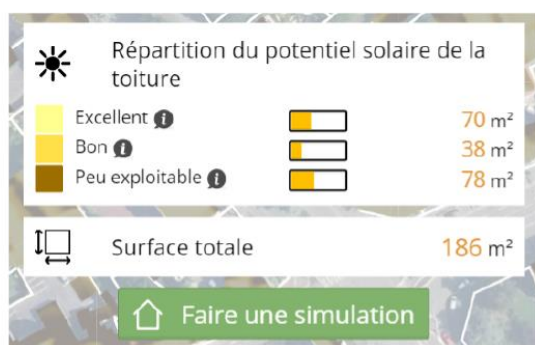 Répartition du potentiel solaire de la
toiture
Excellent 70 m²
Bon 38 m²
Peu exploitable 78 m²
Surface totale 186 m²
Faire une simulation